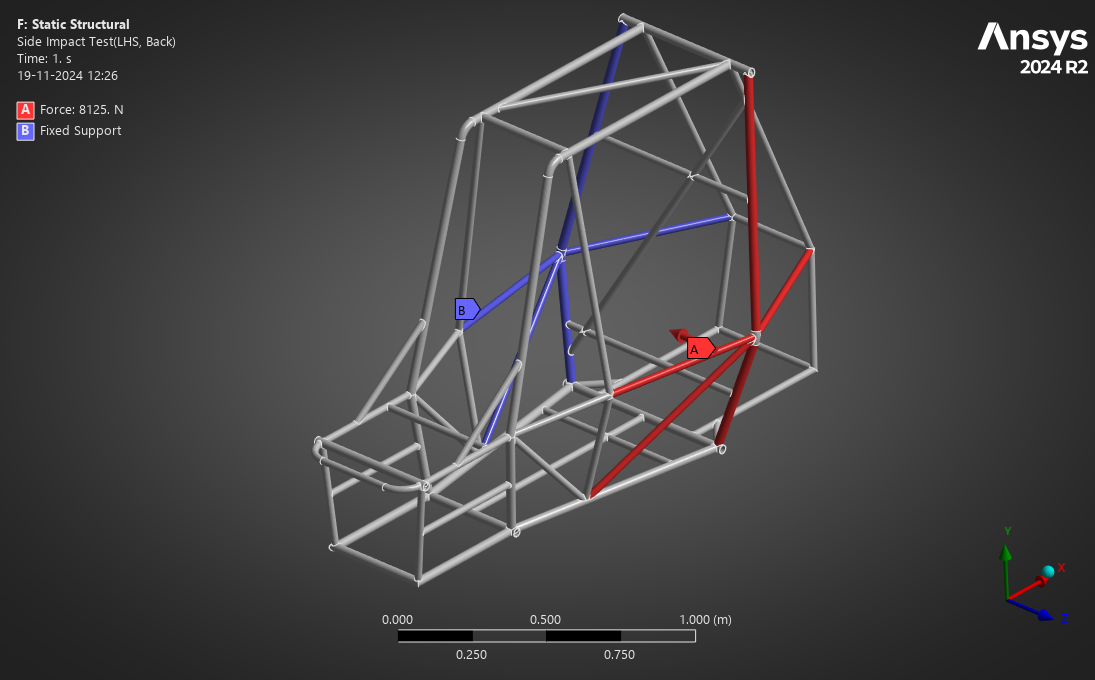 F: Static Structural
Side Impact Test(LHS, Back)
Time: 1. s
19-11-2024 12:26
A Force: 8125. N
B Fixed Support
Ansys
2024 R2
B
A
Y
X
Z
0.000 0.500 1.000 (m)
0.250 0.750